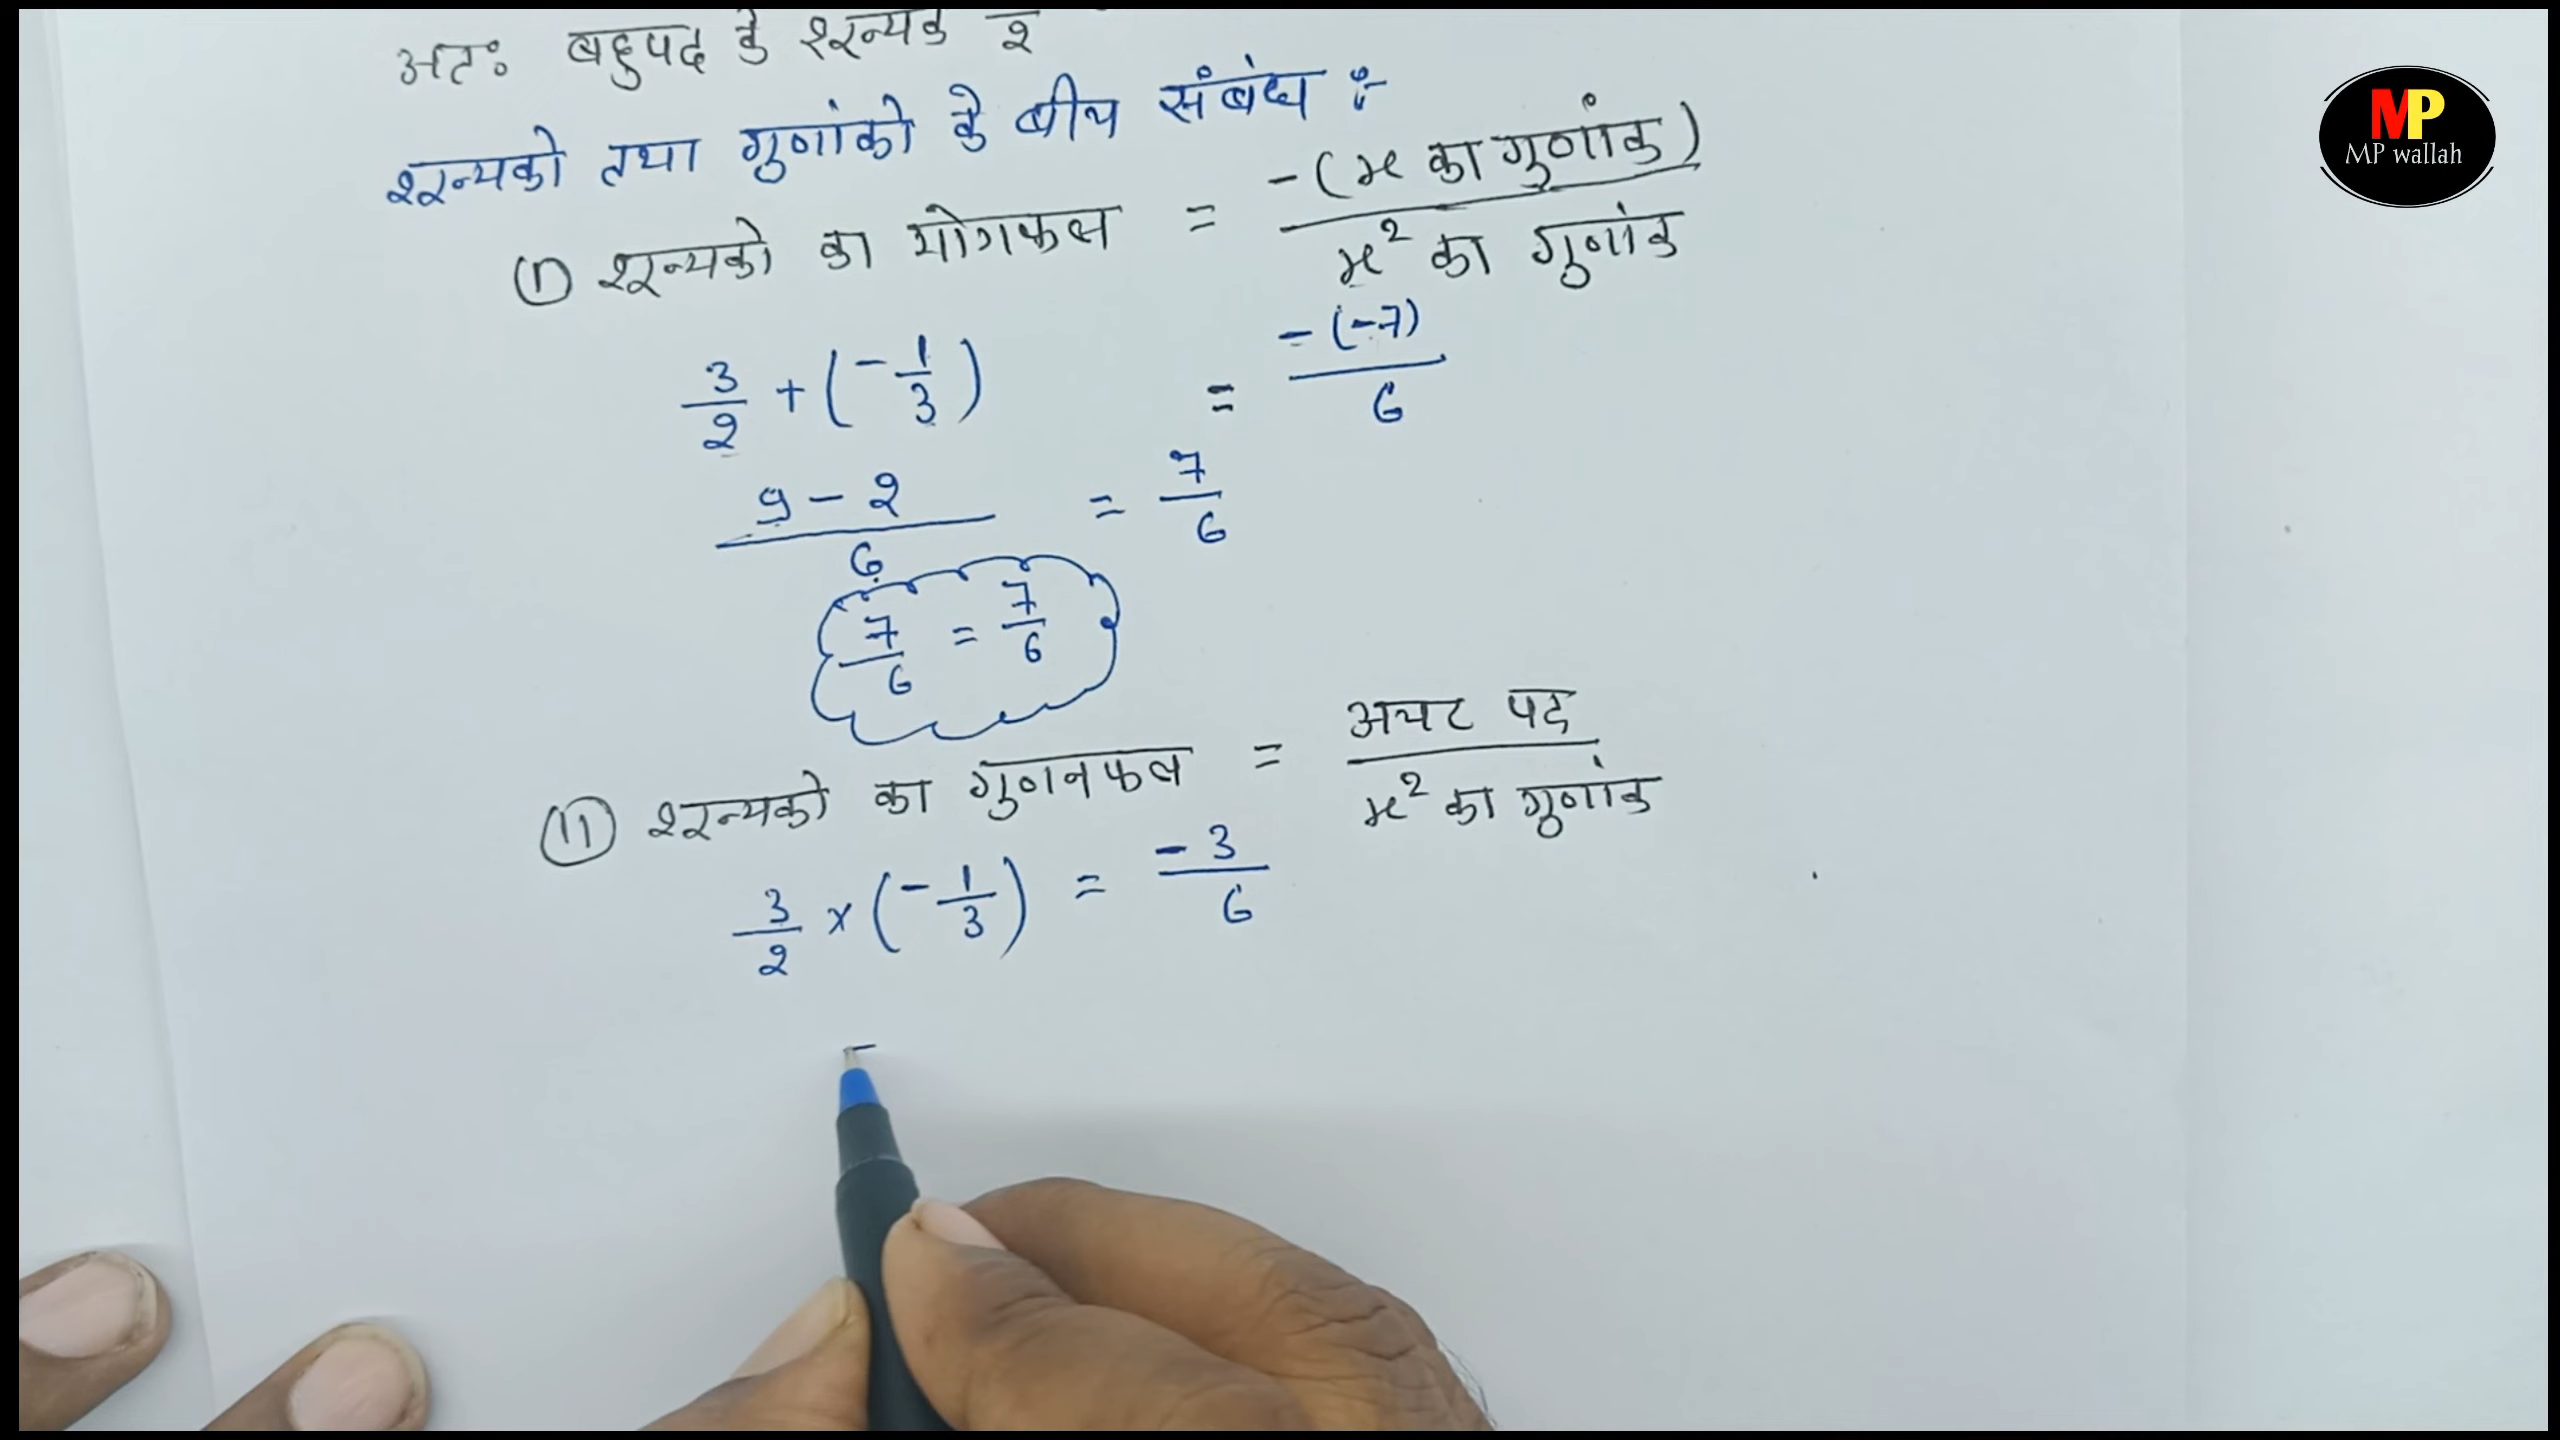 अतः बहुपद के शून्यक 2
शून्यको तथा गुणांको के बीच संबंध :-
(I) शून्यको का योगफल = -(x का गुणांक) / x² का गुणांक
3/2 + (-1/3) = -(-7)/6
9-2/6 = 7/6
7/6 = 7/6
(II) शून्यको का गुणनफल = अचर पद / x² का गुणांक
3/2 × (-1/3) = -3/6
-
MP
MP wallah